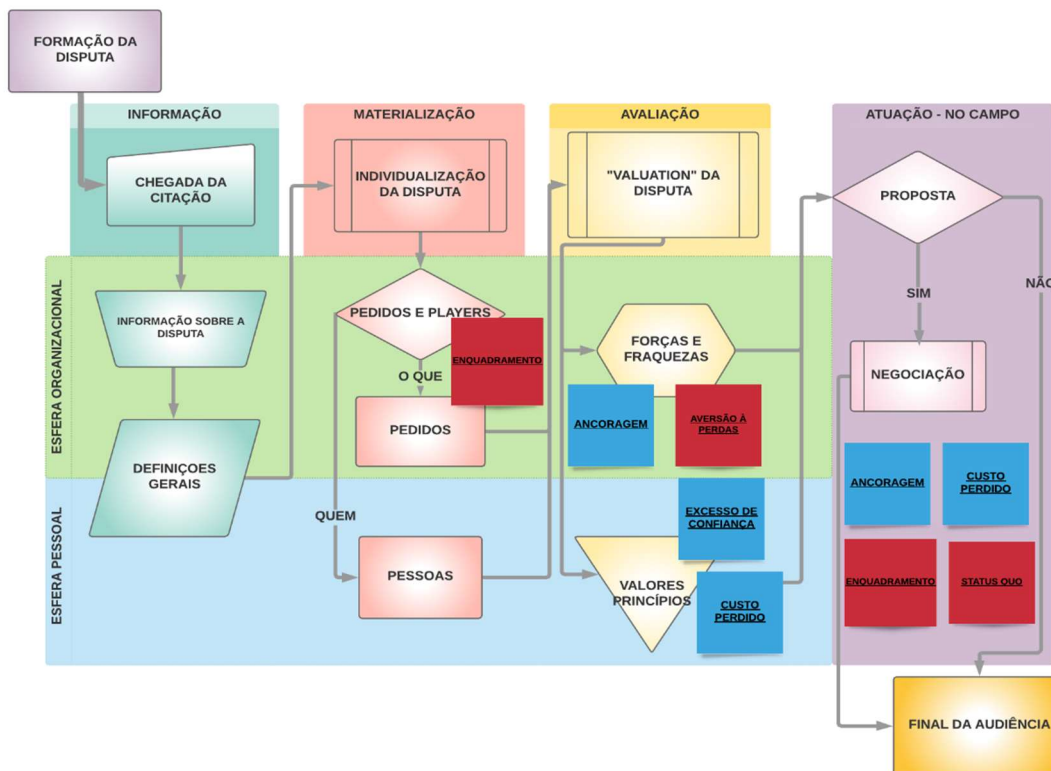 FORMAÇÃO DA
DISPUTA
INFORMAÇÃO
MATERIALIZAÇÃO
AVALIAÇÃO
ATUAÇÃO - NO CAMPO
CHEGADA DA
CITAÇÃO
INDIVIDUALIZAÇÃO
DA DISPUTA
"VALUATION" DA
DISPUTA
PROPOSTA
ESFERA ORGANIZACIONAL
INFORMAÇÃO SOBRE A
DISPUTA
PEDIDOS E PLAYERS
ENQUADRAMENTO
O QUE
PEDIDOS
FORÇAS E
FRAQUEZAS
ANCORAGEM
AVERSÃO À
PERDAS
SIM
NÃO
NEGOCIAÇÃO
DEFINIÇOES
GERAIS
ESFERA PESSOAL
QUEM
PESSOAS
EXCESSO DE
CONFIANÇA
VALORES
PRINCÍPIOS
CUSTO
PERDIDO
ANCORAGEM
CUSTO
PERDIDO
ENQUADRAMENTO
STATUS QUO
FINAL DA AUDIÊNCIA